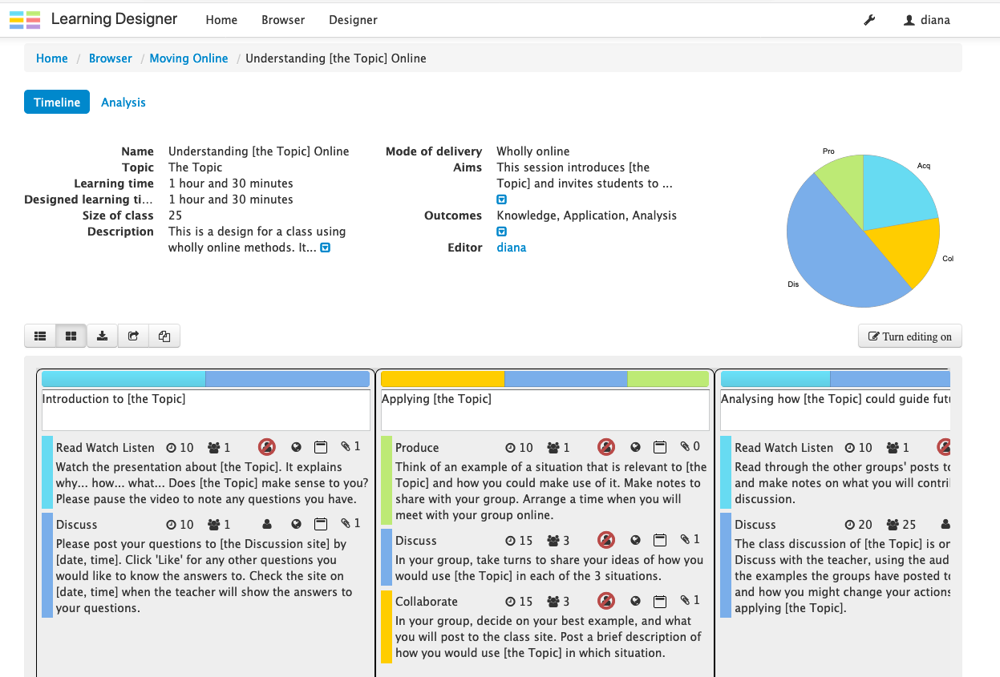 Learning Designer Home Browser Designer diana
Home / Browser / Moving Online / Understanding [the Topic] Online
Timeline Analysis
Name Understanding [the Topic] Online
Topic The Topic
Learning time 1 hour and 30 minutes
Designed learning ti... 1 hour and 30 minutes
Size of class 25
Description This is a design for a class using
wholly online methods. It...
Mode of delivery Wholly online
Aims This session introduces [the
Topic] and invites students to ...
Outcomes Knowledge, Application, Analysis
Editor diana
Pro
Acq
Col
Dis
Turn editing on
Introduction to [the Topic]
Read Watch Listen 10 1 1
Watch the presentation about [the Topic]. It explains
why... how... what... Does [the Topic] make sense to you?
Please pause the video to note any questions you have.
Discuss 10 1 1
Please post your questions to [the Discussion site] by
[date, time]. Click 'Like' for any other questions you
would like to know the answers to. Check the site on
[date, time] when the teacher will show the answers to
your questions.
Applying [the Topic]
Produce 10 1 0
Think of an example of a situation that is relevant to [the
Topic] and how you could make use of it. Make notes to
share with your group. Arrange a time when you will
meet with your group online.
Discuss 15 3 1
In your group, take turns to share your ideas of how you
would use [the Topic] in each of the 3 situations.
Collaborate 15 3 1
In your group, decide on your best example, and what
you will post to the class site. Post a brief description of
how you would use [the Topic] in which situation.
Analysing how [the Topic] could guide futu
Read Watch Listen 10 1
Read through the other groups' posts to
and make notes on what you will contri
discussion.
Discuss 20 25
The class discussion of [the Topic] is on
Discuss with the teacher, using the aud
the examples the groups have posted to
and how you might change your actions
applying [the Topic].